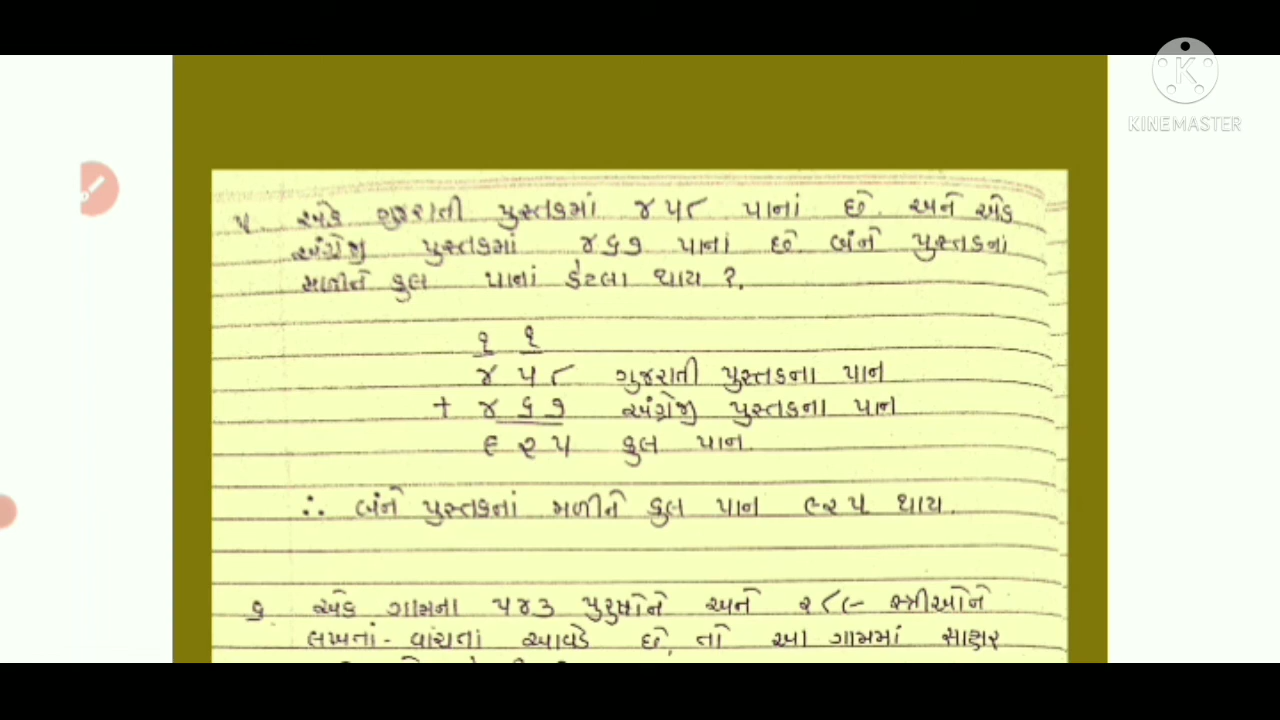 KINEMASTER
૫. એક ગુજરાતી પુસ્તકમાં ૪૫૮ પાનાં છે. અને એક
અંગ્રેજી પુસ્તકમાં ૪૬૭ પાનાં છે. બંને પુસ્તકનાં
મળીને કુલ પાનાં કેટલા થાય ?.
૧ ૧
૪ ૫ ૮ ગુજરાતી પુસ્તકના પાન
+ ૪ ૬ ૭ અંગ્રેજી પુસ્તકના પાન
૯ ૨ ૫ કુલ પાન.
∴ બંને પુસ્તકનાં મળીને કુલ પાન ૯૨૫ થાય.
એક ગામના ૫૪૩ પુરુષોને અને ૨૮૯ સ્ત્રીઓને
લખતાં - વાંચતાં આવડે છે, તો આ ગામમાં સાક્ષર